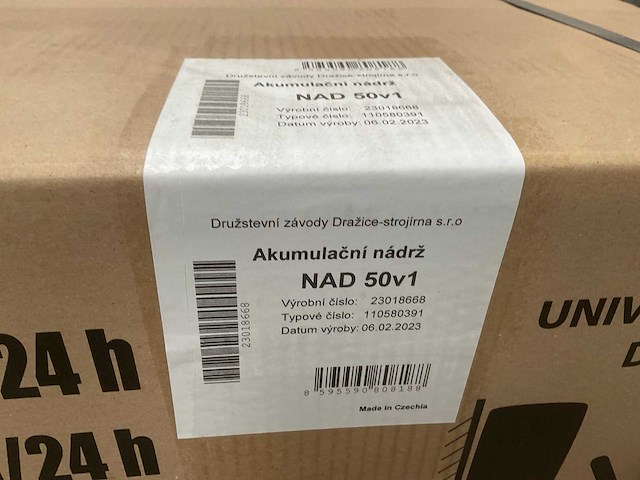 Družstevní závody Dražice-strojírna s.r.o
Akumulační nádrž
NAD 50v1
Výrobní číslo: 23018668
Typové číslo: 110580391
Datum výroby: 06.02.2023
23018668
Družstevní závody Dražice-strojírna s.r.o
Akumulační nádrž
NAD 50v1
Výrobní číslo: 23018668
Typové číslo: 110580391
Datum výroby: 06.02.2023
23018668
8 595590 808188
Made in Czechia
24 h
/24 h